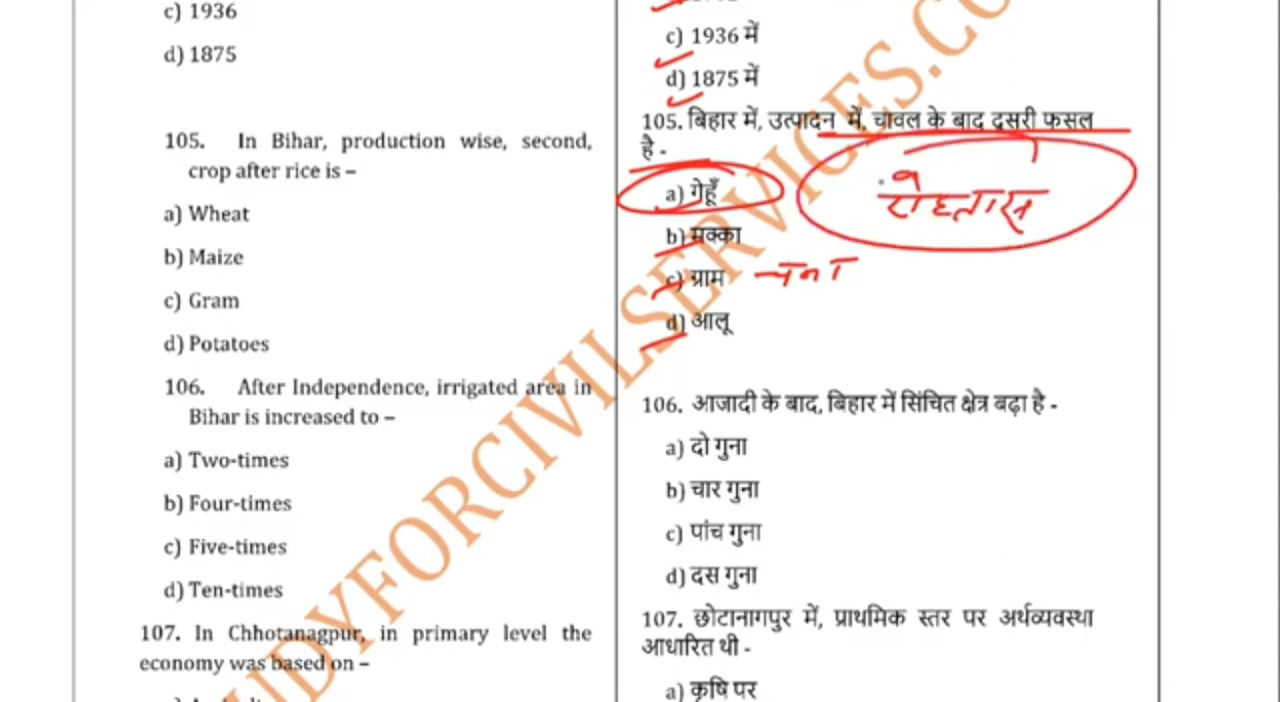 c) 1936
d) 1875
105. In Bihar, production wise, second,
crop after rice is –
a) Wheat
b) Maize
c) Gram
d) Potatoes
106. After Independence, irrigated area in
Bihar is increased to –
a) Two-times
b) Four-times
c) Five-times
d) Ten-times
107. In Chhotanagpur, in primary level the
economy was based on –
c) 1936 में
d) 1875 में
105. बिहार में, उत्पादन में, चावल के बाद दूसरी फसल
है -
a) गेहूँ
b) मक्का
c) ग्राम
d) आलू
रोहतास
चना
106. आजादी के बाद, बिहार में सिंचित क्षेत्र बढ़ा है -
a) दो गुना
b) चार गुना
c) पांच गुना
d) दस गुना
107. छोटानागपुर में, प्राथमिक स्तर पर अर्थव्यवस्था
आधारित थी -
a) कृषि पर
UDYFORCIVILSERVICES.CO